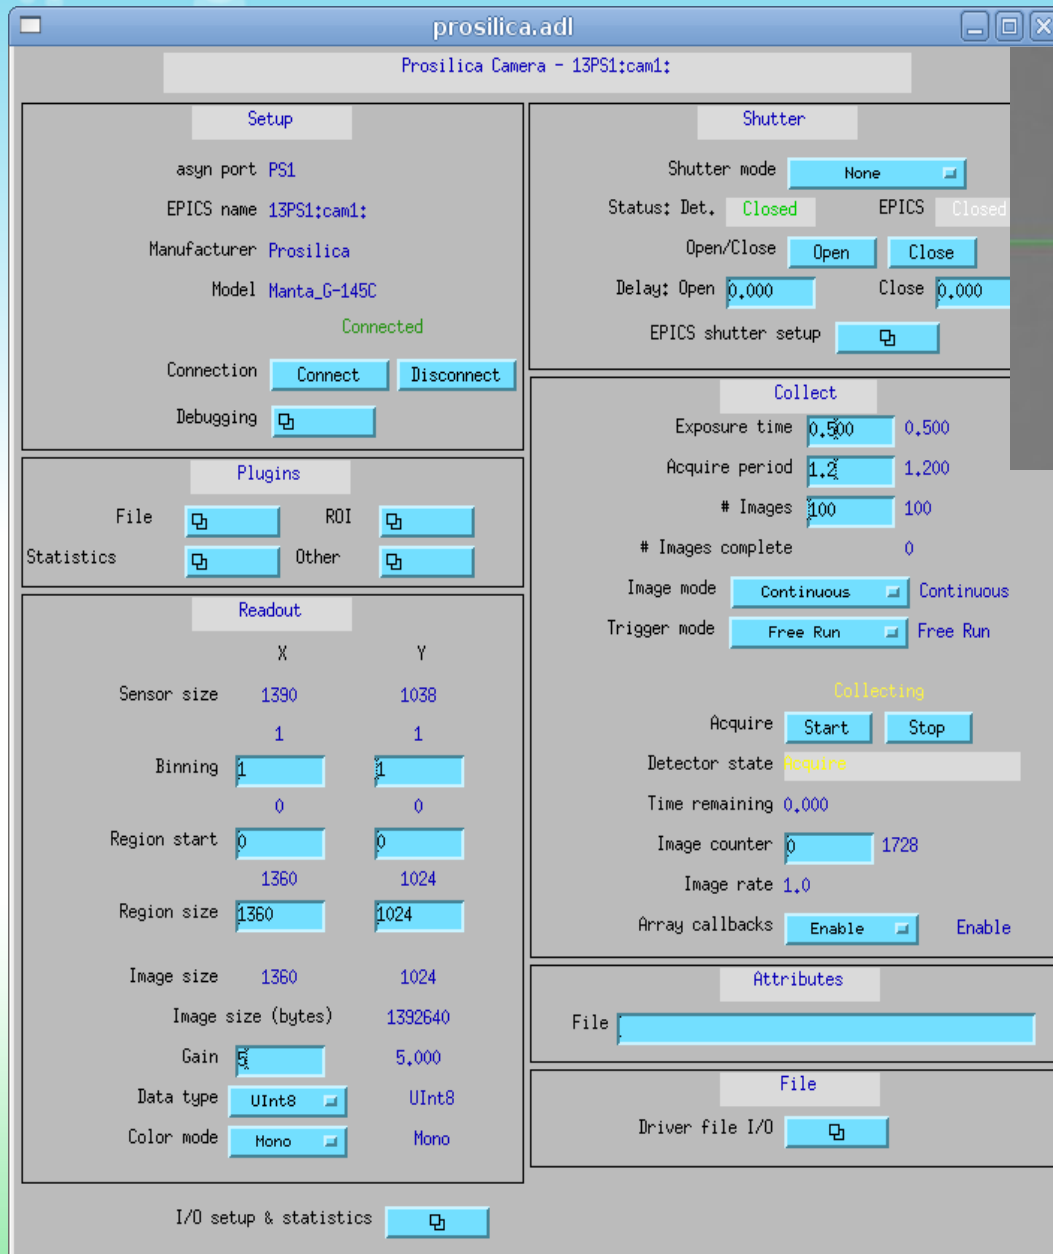 prosilica.adl
Prosilica Camera - 13PS1:cam1:
Setup
asyn port PS1
EPICS name 13PS1:cam1:
Manufacturer Prosilica
Model Manta_G-145C
Connected
Connection Connect Disconnect
Debugging
Plugins
File ROI
Statistics Other
Readout
X Y
Sensor size 1390 1038
1 1
Binning 1 1
0 0
Region start 0 0
1360 1024
Region size 1360 1024
Image size 1360 1024
Image size (bytes) 1392640
Gain 5 5.000
Data type UInt8 UInt8
Color mode Mono Mono
I/O setup & statistics
Shutter
Shutter mode None
Status: Det. Closed EPICS Closed
Open/Close Open Close
Delay: Open 0.000 Close 0.000
EPICS shutter setup
Collect
Exposure time 0.500 0.500
Acquire period 1.2 1.200
# Images 100 100
# Images complete 0
Image mode Continuous Continuous
Trigger mode Free Run Free Run
Collecting
Acquire Start Stop
Detector state Acquire
Time remaining 0.000
Image counter 0 1728
Image rate 1.0
Array callbacks Enable Enable
Attributes
File
File
Driver file I/O